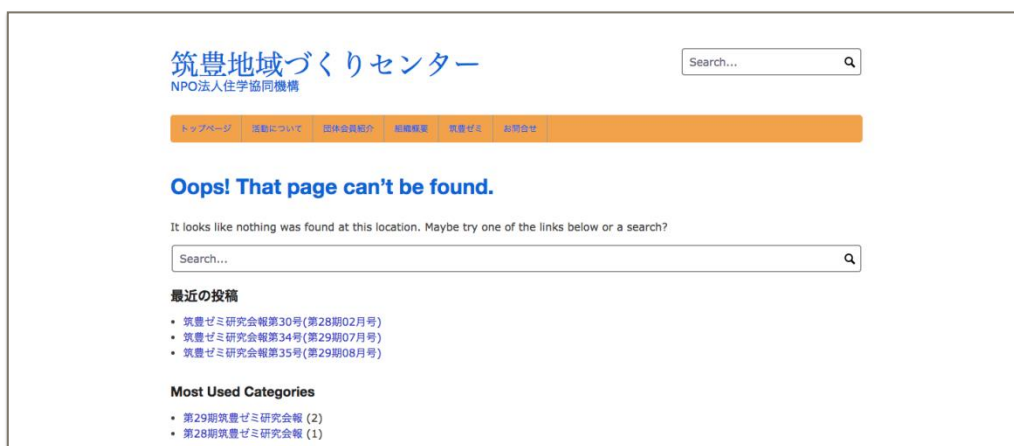 筑豊地域づくりセンター
Search...
NPO法人住学協同機構
トップページ 活動について 団体会員紹介 組織概要 筑豊ゼミ お問合せ
Oops! That page can't be found.
It looks like nothing was found at this location. Maybe try one of the links below or a search?
Search...
最近の投稿
• 筑豊ゼミ研究会報第30号(第28期02月号)
• 筑豊ゼミ研究会報第34号(第29期07月号)
• 筑豊ゼミ研究会報第35号(第29期08月号)
Most Used Categories
• 第29期筑豊ゼミ研究会報 (2)
• 第28期筑豊ゼミ研究会報 (1)